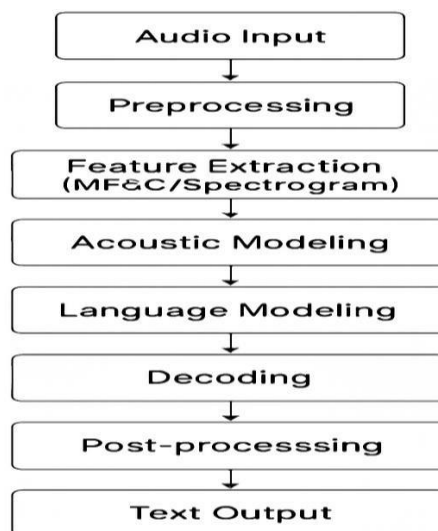 Audio Input
Preprocessing
Feature Extraction
(MF&C/Spectrogram)
Acoustic Modeling
Language Modeling
Decoding
Post-processsing
Text Output